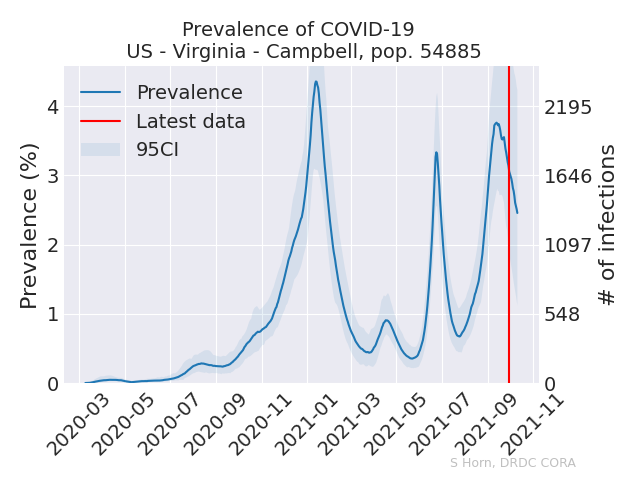 Prevalence of COVID-19
US - Virginia - Campbell, pop. 54885
Prevalence
Latest data
95CI
Prevalence (%)
4
3
2
1
0
2195
1646
1097
548
0
# of infections
2020-03
2020-05
2020-07
2020-09
2020-11
2021-01
2021-03
2021-05
2021-07
2021-09
2021-11
S Horn, DRDC CORA